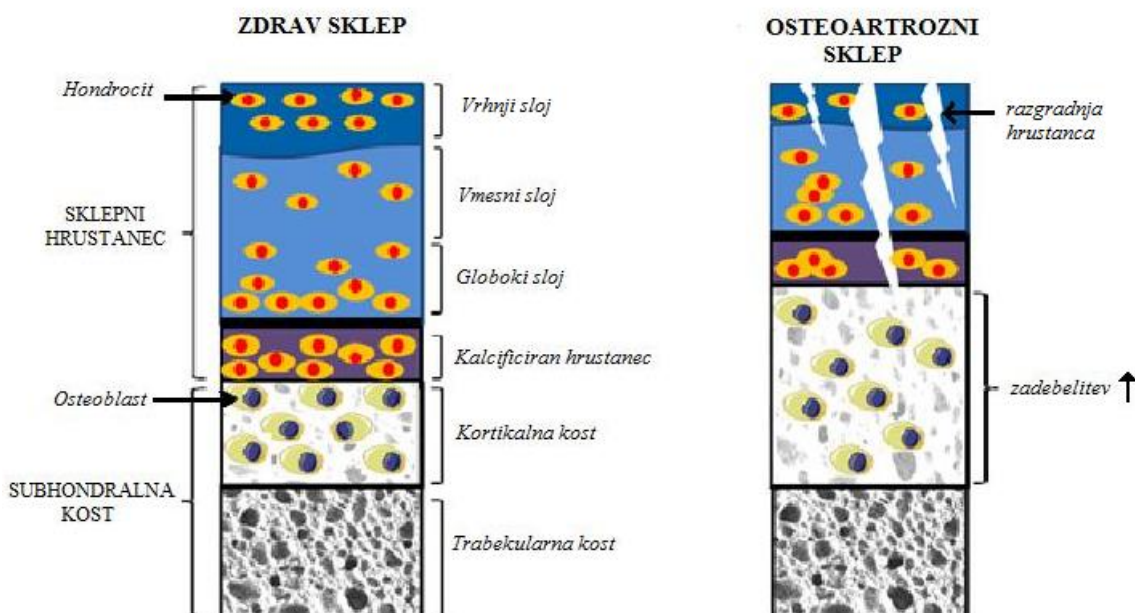 ZDRAV SKLEP
OSTEOARTROZNI
SKLEP
Hondrocit
Vrhnji sloj
razgradnja
hrustanca
Vmesni sloj
SKLEPNI
HRUSTANEC
Globoki sloj
Kalcificiran hrustanec
Osteoblast
zadebelitev
Kortikalna kost
SUBHONDRALNA
KOST
Trabekularna kost